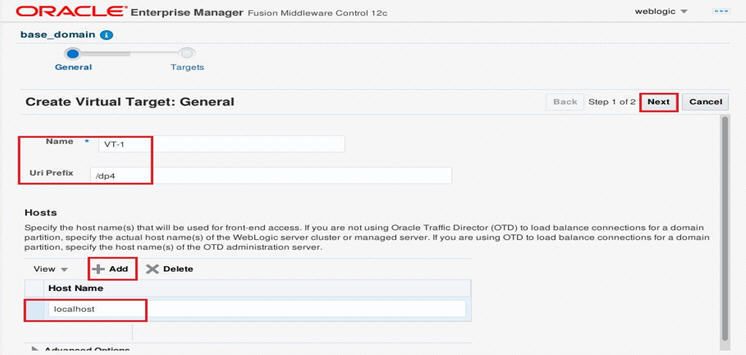 ORACLE Enterprise Manager Fusion Middleware Control 12c weblogic
base_domain
General Targets
Create Virtual Target: General Back Step 1 of 2 Next Cancel
Name * VT-1
Uri Prefix /dp4
Hosts
Specify the host name(s) that will be used for front-end access. If you are not using Oracle Traffic Director (OTD) to load balance connections for a domain
partition, specify the actual host name(s) of the WebLogic server cluster or managed server. If you are using OTD to load balance connections for a domain
partition, specify the host name(s) of the OTD administration server.
View Add Delete
Host Name
localhost
Advanced Options